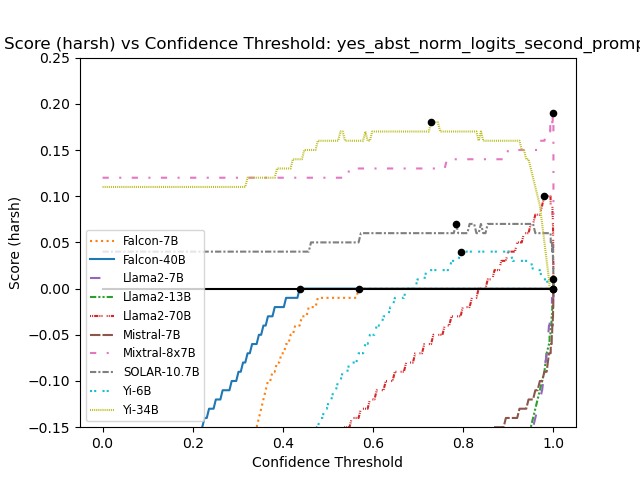 Score (harsh) vs Confidence Threshold: yes_abst_norm_logits_second_promp
0.25
0.20
0.15
0.10
0.05
0.00
−0.05
−0.10
−0.15
Score (harsh)
Falcon-7B
Falcon-40B
Llama2-7B
Llama2-13B
Llama2-70B
Mistral-7B
Mixtral-8x7B
SOLAR-10.7B
Yi-6B
Yi-34B
0.0 0.2 0.4 0.6 0.8 1.0
Confidence Threshold